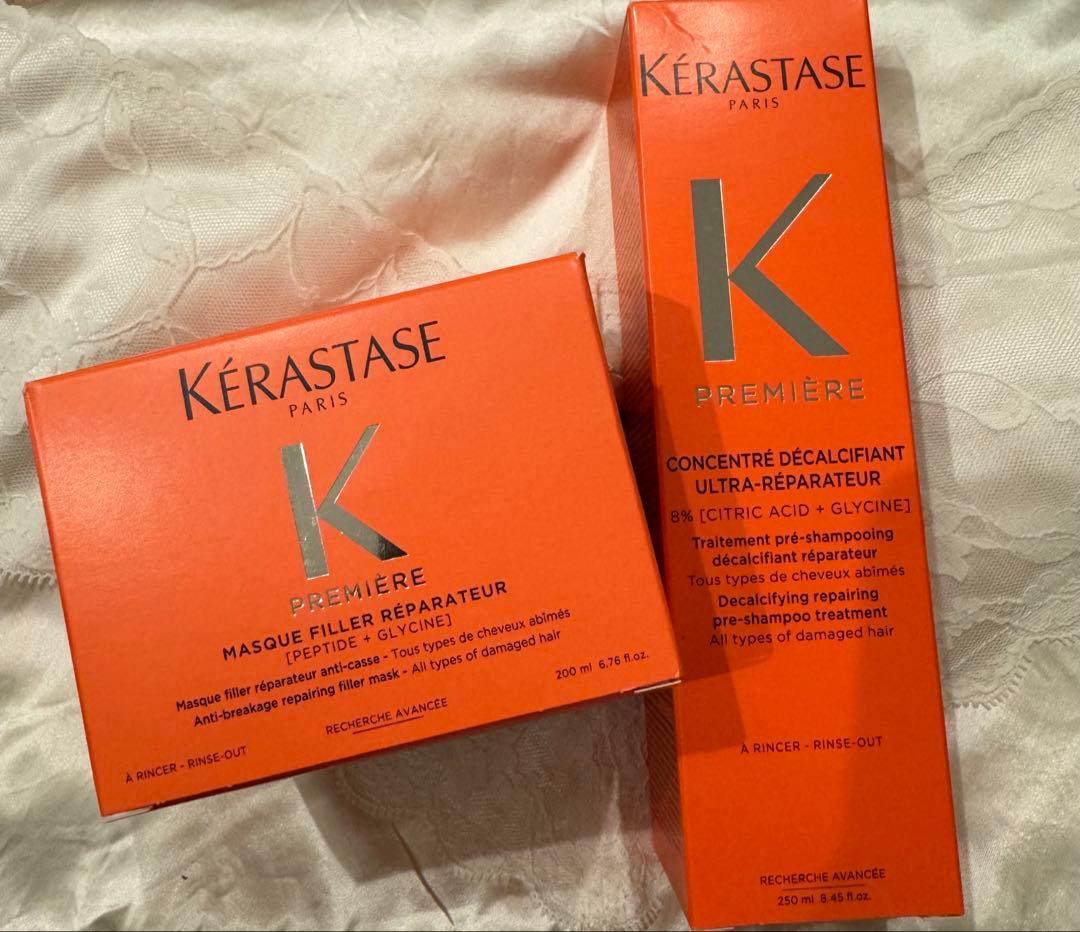 KÉRASTASE
PARIS
K
PREMIÈRE
MASQUE FILLER RÉPARATEUR
[PEPTIDE + GLYCINE]
Masque filler réparateur anti-casse - Tous types de cheveux abîmés
Anti-breakage repairing filler mask - All types of damaged hair
200 ml 6.76 fl.oz.
RECHERCHE AVANCÉE
À RINCER - RINSE-OUT
KÉRASTASE
PARIS
K
PREMIÈRE
CONCENTRÉ DÉCALCIFIANT
ULTRA-RÉPARATEUR
8% [CITRIC ACID + GLYCINE]
Traitement pré-shampooing
décalcifiant réparateur
Tous types de cheveux abîmés
Decalcifying repairing
pre-shampoo treatment
All types of damaged hair
À RINCER - RINSE-OUT
RECHERCHE AVANCÉE
250 ml 8.45 fl.oz.